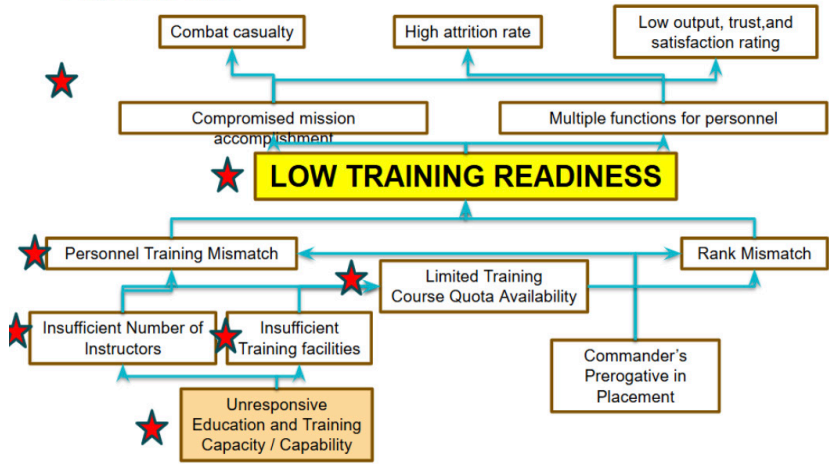 Combat casualty
High attrition rate
Low output, trust,and
satisfaction rating
Compromised mission
accomplishment
Multiple functions for personnel
LOW TRAINING READINESS
Personnel Training Mismatch
Rank Mismatch
Limited Training
Course Quota Availability
Insufficient Number of
Instructors
Insufficient
Training facilities
Commander's
Prerogative in
Placement
Unresponsive
Education and Training
Capacity / Capability